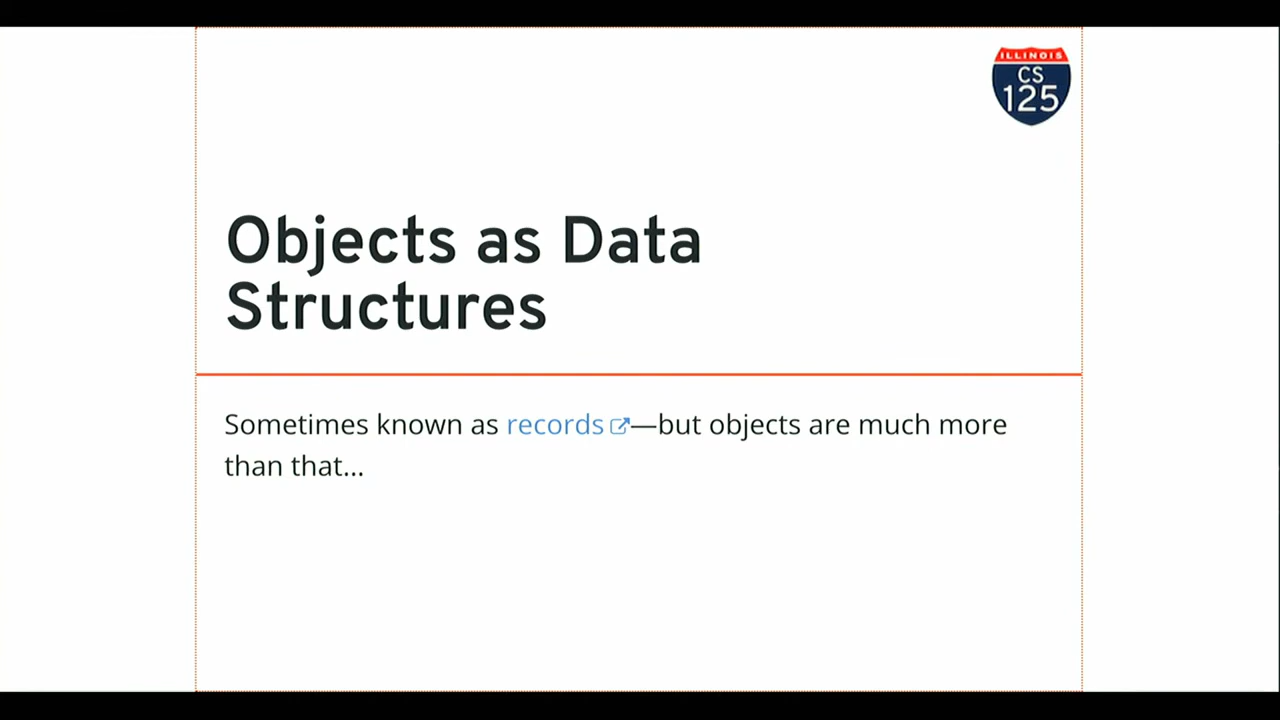 ILLINOIS
CS
125
Objects as Data
Structures
Sometimes known as records—but objects are much more
than that...